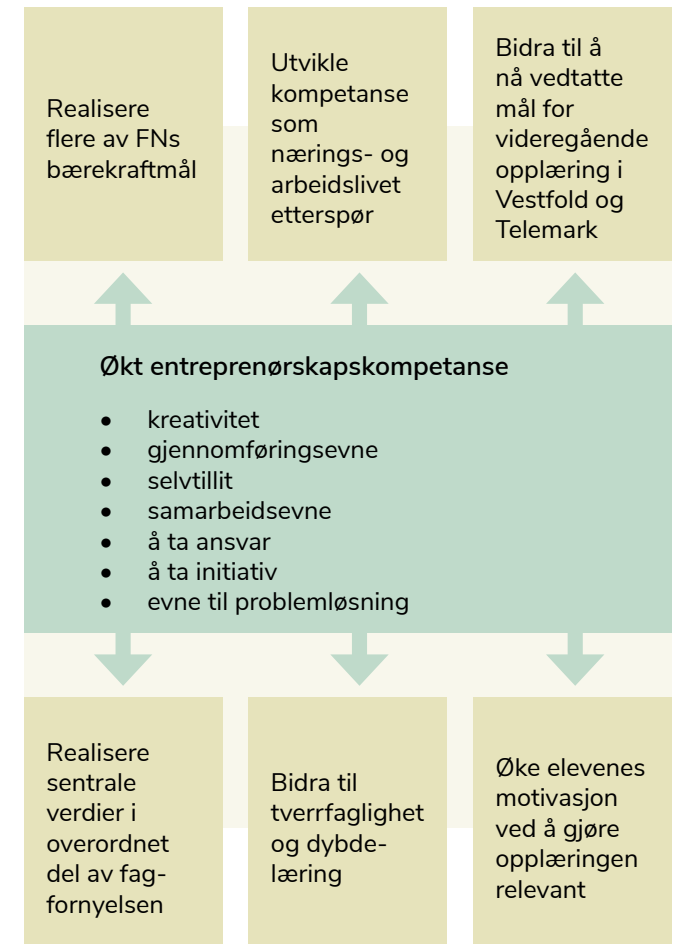 Realisere
flere av FNs
bærekraftmål
Utvikle
kompetanse
som
nærings- og
arbeidslivet
etterspør
Bidra til å
nå vedtatte
mål for
videregående
opplæring i
Vestfold og
Telemark
Økt entreprenørskapskompetanse
• kreativitet
• gjennomføringsevne
• selvtillit
• samarbeidsevne
• å ta ansvar
• å ta initiativ
• evne til problemløsning
Realisere
sentrale
verdier i
overordnet
del av fag-
fornyelsen
Bidra til
tverrfaglighet
og dybde-
læring
Øke elevenes
motivasjon
ved å gjøre
opplæringen
relevant